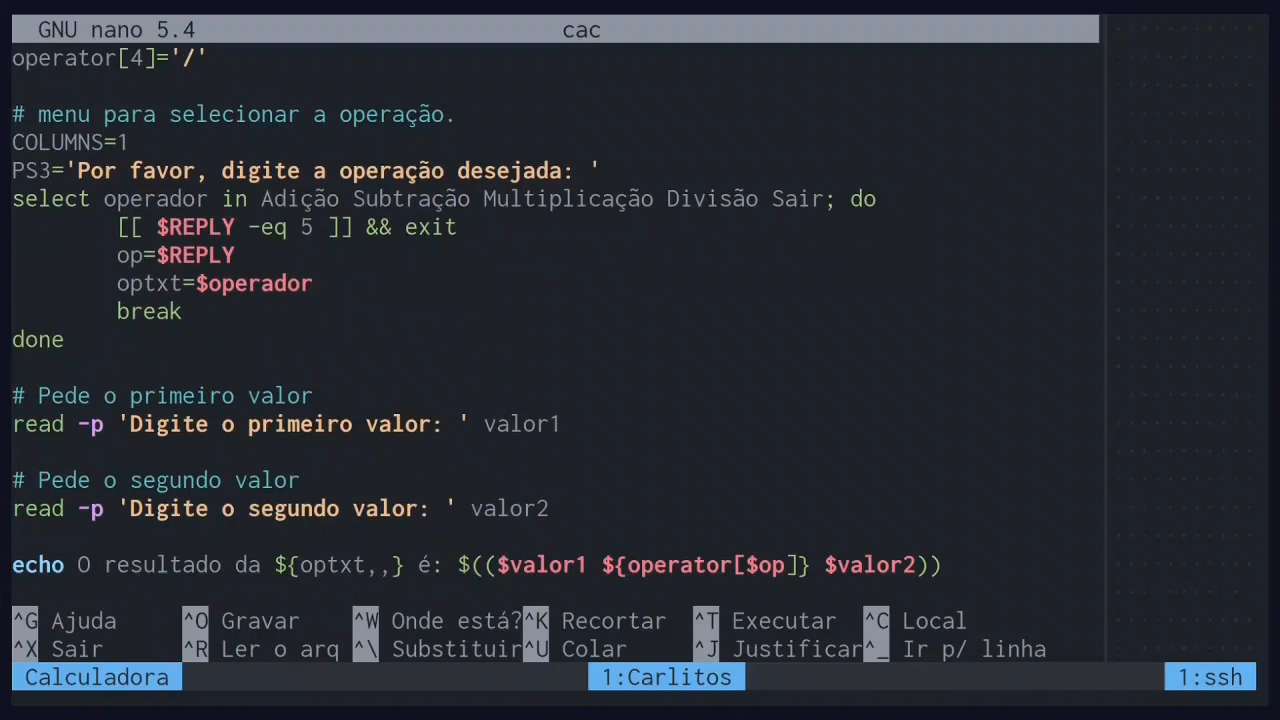 GNU nano 5.4 cac
operator[4]='/'
# menu para selecionar a operação.
COLUMNS=1
PS3='Por favor, digite a operação desejada: '
select operador in Adição Subtração Multiplicação Divisão Sair; do
[[ $REPLY -eq 5 ]] && exit
op=$REPLY
optxt=$operador
break
done
# Pede o primeiro valor
read -p 'Digite o primeiro valor: ' valor1
# Pede o segundo valor
read -p 'Digite o segundo valor: ' valor2
echo O resultado da ${optxt,,} é: $(($valor1 ${operator[$op]} $valor2))
^G Ajuda ^O Gravar ^W Onde está? ^K Recortar ^T Executar ^C Local
^X Sair ^R Ler o arq ^\ Substituir ^U Colar ^J Justificar ^_ Ir p/ linha
Calculadora 1:Carlitos 1:ssh